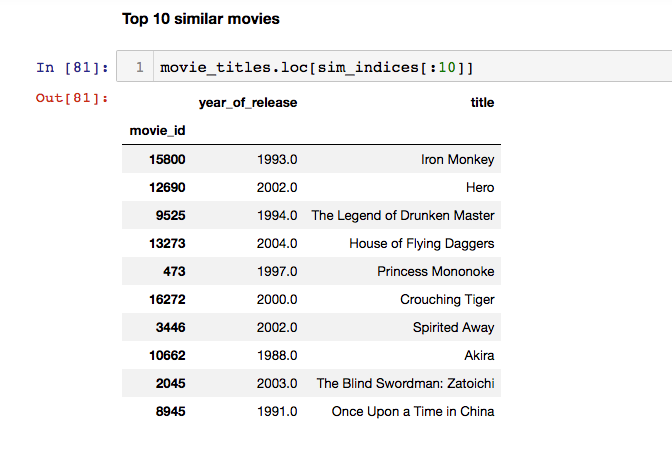 Top 10 similar movies
In [81]: 1 movie_titles.loc[sim_indices[:10]]
Out[81]:
year_of_release title
movie_id
15800 1993.0 Iron Monkey
12690 2002.0 Hero
9525 1994.0 The Legend of Drunken Master
13273 2004.0 House of Flying Daggers
473 1997.0 Princess Mononoke
16272 2000.0 Crouching Tiger
3446 2002.0 Spirited Away
10662 1988.0 Akira
2045 2003.0 The Blind Swordman: Zatoichi
8945 1991.0 Once Upon a Time in China